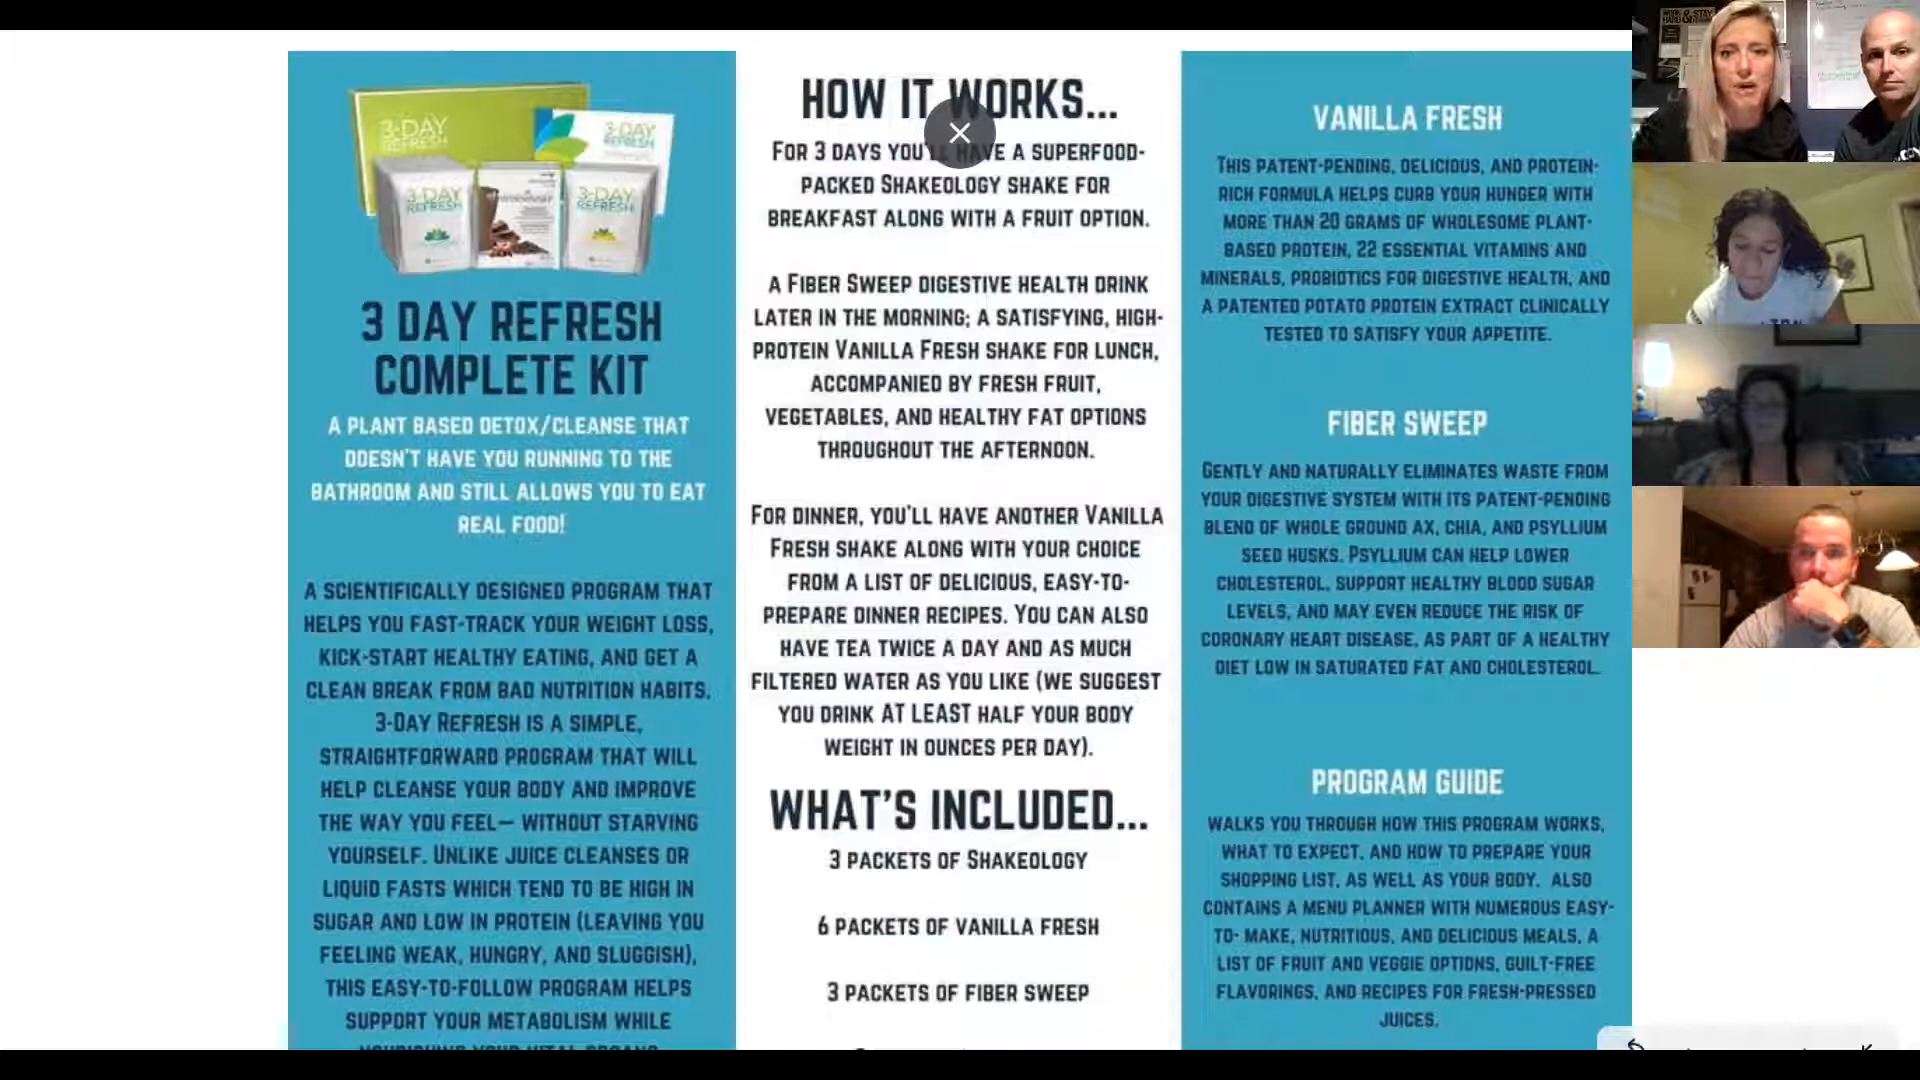 3-DAY
REFRESH
3-DAY
REFRESH
3-DAY
REFRESH
3-DAY
REFRESH
3 DAY REFRESH
COMPLETE KIT
A PLANT BASED DETOX/CLEANSE THAT
DOESN'T HAVE YOU RUNNING TO THE
BATHROOM AND STILL ALLOWS YOU TO EAT
REAL FOOD!
A SCIENTIFICALLY DESIGNED PROGRAM THAT
HELPS YOU FAST-TRACK YOUR WEIGHT LOSS,
KICK-START HEALTHY EATING, AND GET A
CLEAN BREAK FROM BAD NUTRITION HABITS.
3-DAY REFRESH IS A SIMPLE,
STRAIGHTFORWARD PROGRAM THAT WILL
HELP CLEANSE YOUR BODY AND IMPROVE
THE WAY YOU FEEL— WITHOUT STARVING
YOURSELF. UNLIKE JUICE CLEANSES OR
LIQUID FASTS WHICH TEND TO BE HIGH IN
SUGAR AND LOW IN PROTEIN (LEAVING YOU
FEELING WEAK, HUNGRY, AND SLUGGISH),
THIS EASY-TO-FOLLOW PROGRAM HELPS
SUPPORT YOUR METABOLISM WHILE
NOURISHING YOUR VITAL ORGANS
HOW IT WORKS...
FOR 3 DAYS YOU'LL HAVE A SUPERFOOD-
PACKED SHAKEOLOGY SHAKE FOR
BREAKFAST ALONG WITH A FRUIT OPTION.
A FIBER SWEEP DIGESTIVE HEALTH DRINK
LATER IN THE MORNING; A SATISFYING, HIGH-
PROTEIN VANILLA FRESH SHAKE FOR LUNCH,
ACCOMPANIED BY FRESH FRUIT,
VEGETABLES, AND HEALTHY FAT OPTIONS
THROUGHOUT THE AFTERNOON.
FOR DINNER, YOU'LL HAVE ANOTHER VANILLA
FRESH SHAKE ALONG WITH YOUR CHOICE
FROM A LIST OF DELICIOUS, EASY-TO-
PREPARE DINNER RECIPES. YOU CAN ALSO
HAVE TEA TWICE A DAY AND AS MUCH
FILTERED WATER AS YOU LIKE (WE SUGGEST
YOU DRINK AT LEAST HALF YOUR BODY
WEIGHT IN OUNCES PER DAY).
WHAT'S INCLUDED...
3 PACKETS OF SHAKEOLOGY
6 PACKETS OF VANILLA FRESH
3 PACKETS OF FIBER SWEEP
VANILLA FRESH
THIS PATENT-PENDING, DELICIOUS, AND PROTEIN-
RICH FORMULA HELPS CURB YOUR HUNGER WITH
MORE THAN 20 GRAMS OF WHOLESOME PLANT-
BASED PROTEIN, 22 ESSENTIAL VITAMINS AND
MINERALS, PROBIOTICS FOR DIGESTIVE HEALTH, AND
A PATENTED POTATO PROTEIN EXTRACT CLINICALLY
TESTED TO SATISFY YOUR APPETITE.
FIBER SWEEP
GENTLY AND NATURALLY ELIMINATES WASTE FROM
YOUR DIGESTIVE SYSTEM WITH ITS PATENT-PENDING
BLEND OF WHOLE GROUND AX, CHIA, AND PSYLLIUM
SEED HUSKS. PSYLLIUM CAN HELP LOWER
CHOLESTEROL, SUPPORT HEALTHY BLOOD SUGAR
LEVELS, AND MAY EVEN REDUCE THE RISK OF
CORONARY HEART DISEASE, AS PART OF A HEALTHY
DIET LOW IN SATURATED FAT AND CHOLESTEROL.
PROGRAM GUIDE
WALKS YOU THROUGH HOW THIS PROGRAM WORKS,
WHAT TO EXPECT, AND HOW TO PREPARE YOUR
SHOPPING LIST, AS WELL AS YOUR BODY. ALSO
CONTAINS A MENU PLANNER WITH NUMEROUS EASY-
TO- MAKE, NUTRITIOUS, AND DELICIOUS MEALS, A
LIST OF FRUIT AND VEGGIE OPTIONS, GUILT-FREE
FLAVORINGS, AND RECIPES FOR FRESH-PRESSED
JUICES.
WORK
HARD & STAY